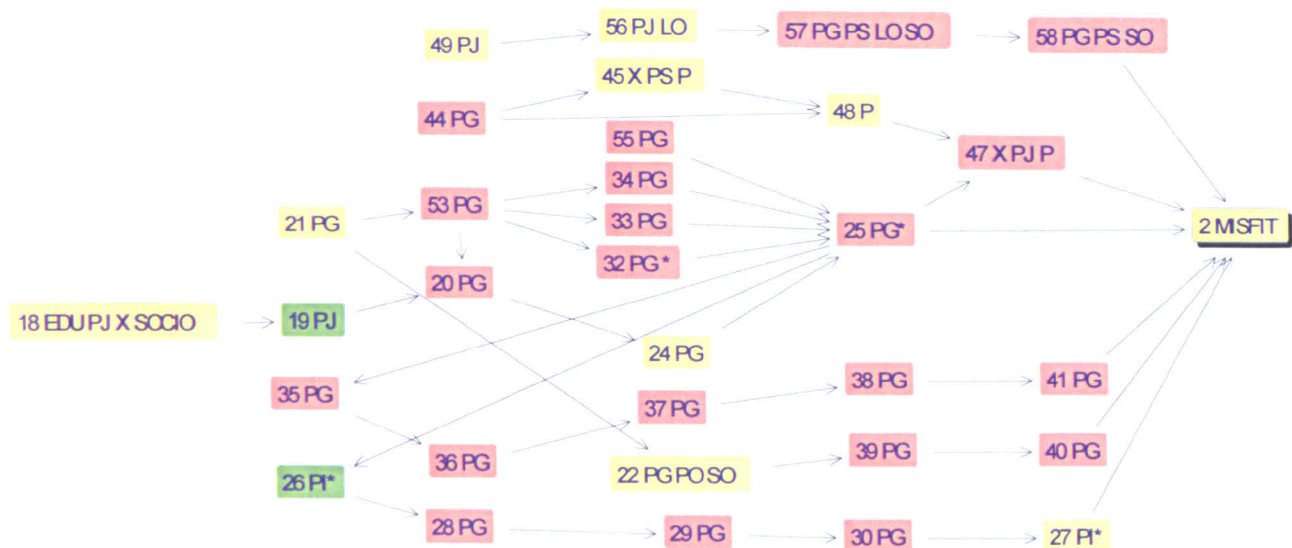 49 PJ
56 PJ LO
57 PG PS LO SO
58 PG PS SO
45 X PS P
44 PG
48 P
55 PG
47 X PJ P
34 PG
53 PG
21 PG
33 PG
25 PG*
2 MISFIT
32 PG*
20 PG
18 EDU PJ X SOCIO
19 PJ
24 PG
38 PG
41 PG
35 PG
37 PG
36 PG
39 PG
40 PG
26 PI*
22 PG PO SO
28 PG
29 PG
30 PG
27 PI*